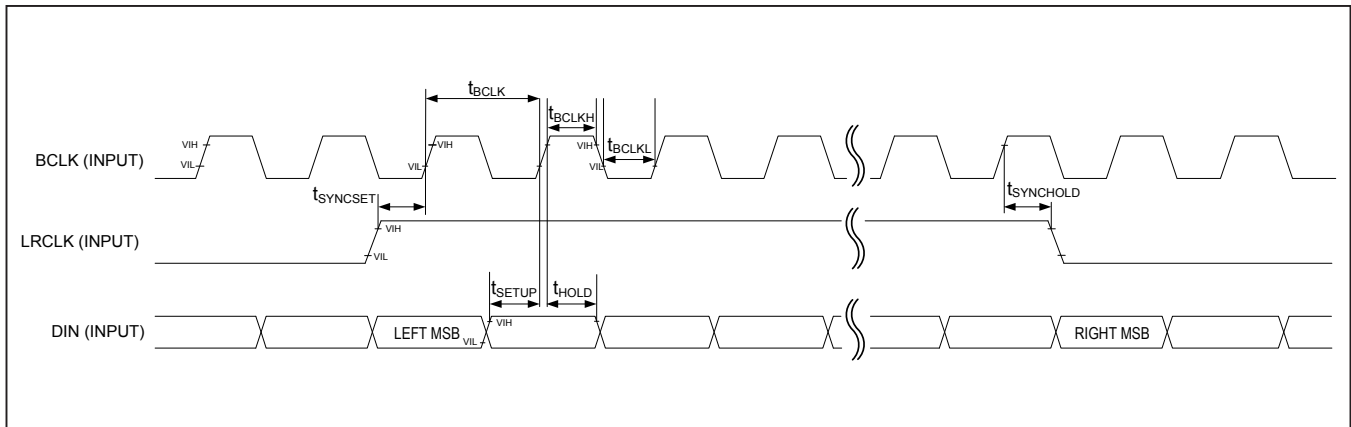 tBCLK
tBCLKH
BCLK (INPUT)
VIH
VIL
VIH
VIL
VIH
VIL
tBCLKL
tSYNCSET
tSYNCHOLD
LRCLK (INPUT)
VIH
VIL
tSETUP
tHOLD
DIN (INPUT)
LEFT MSB
VIH
VIL
RIGHT MSB